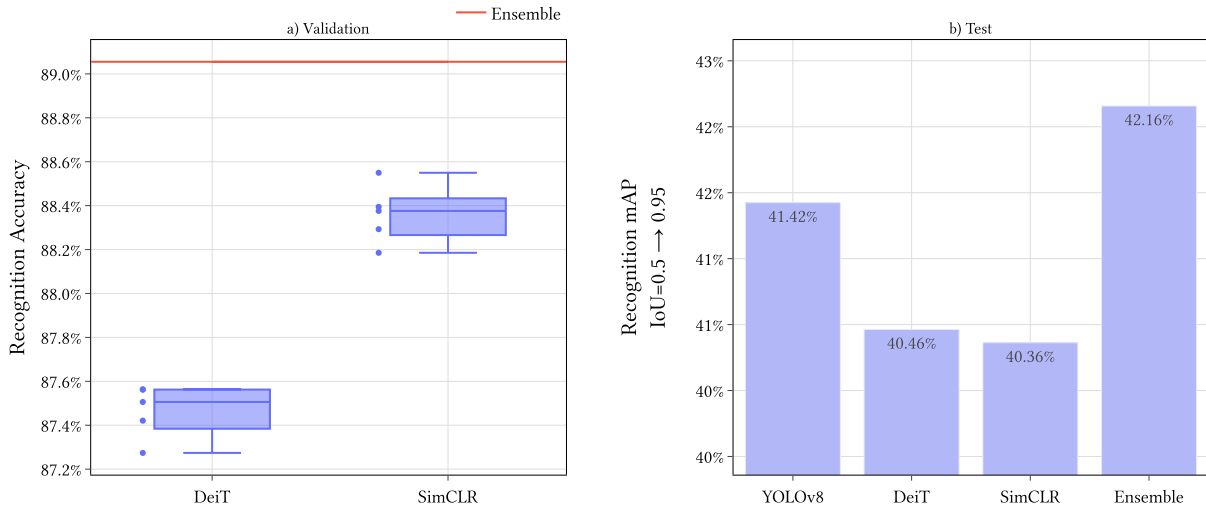 Ensemble
a) Validation
Recognition Accuracy
89.0%
88.8%
88.6%
88.4%
88.2%
88.0%
87.8%
87.6%
87.4%
87.2%
DeiT
SimCLR
b) Test
Recognition mAP
IoU=0.5 ⟶ 0.95
43%
42%
42%
41%
41%
40%
40%
41.42%
40.46%
40.36%
42.16%
YOLOv8
DeiT
SimCLR
Ensemble